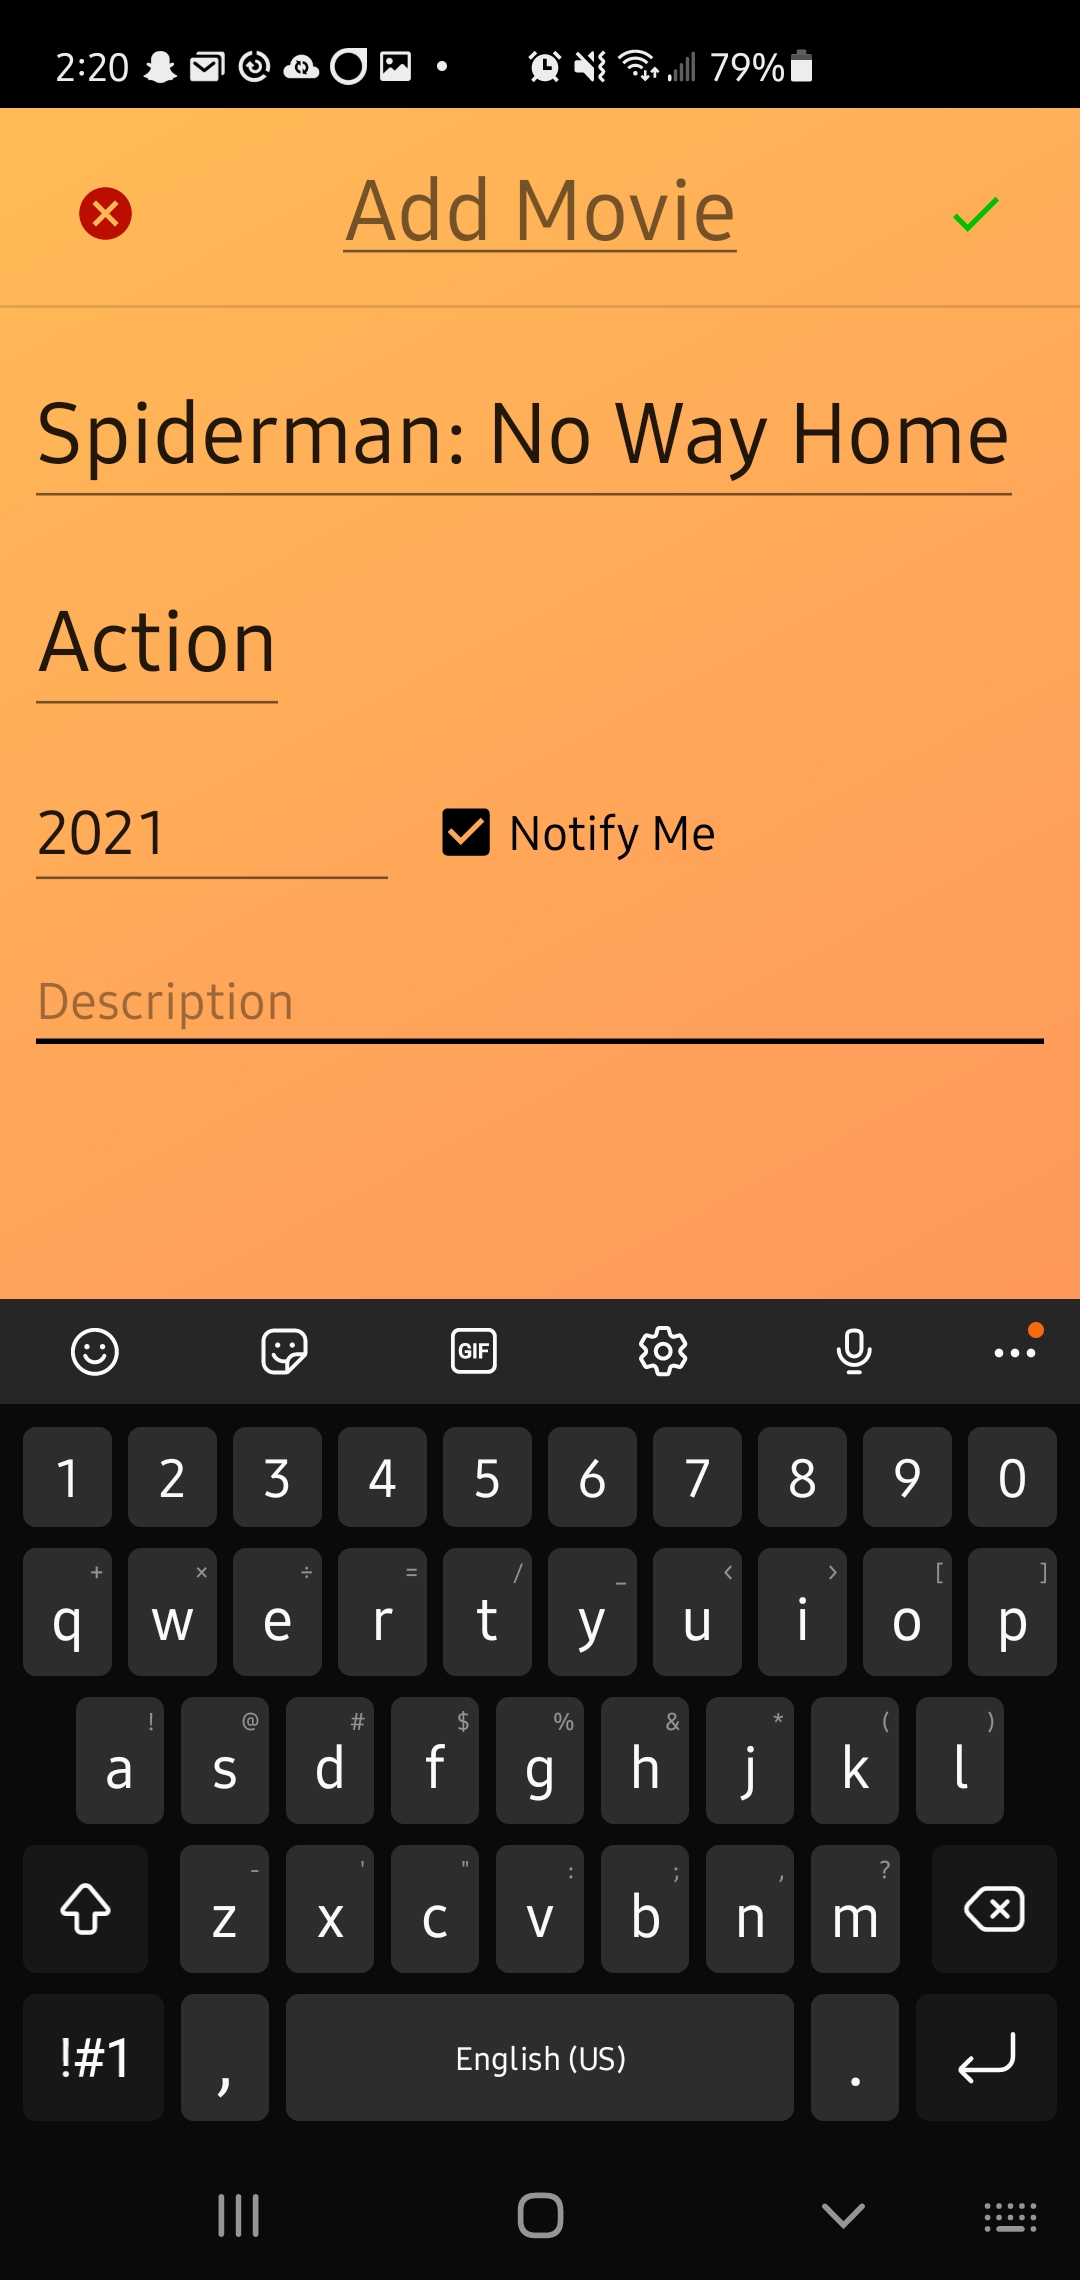 2:20 79%
Add Movie
Spiderman: No Way Home
Action
2021 Notify Me
Description
GIF
1 2 3 4 5 6 7 8 9 0
+ × ÷ = / _ < > [ ]
q w e r t y u i o p
! @ # $ % & * ( )
a s d f g h j k l
- ' " : ; , ?
z x c v b n m
!#1 , English (US) .